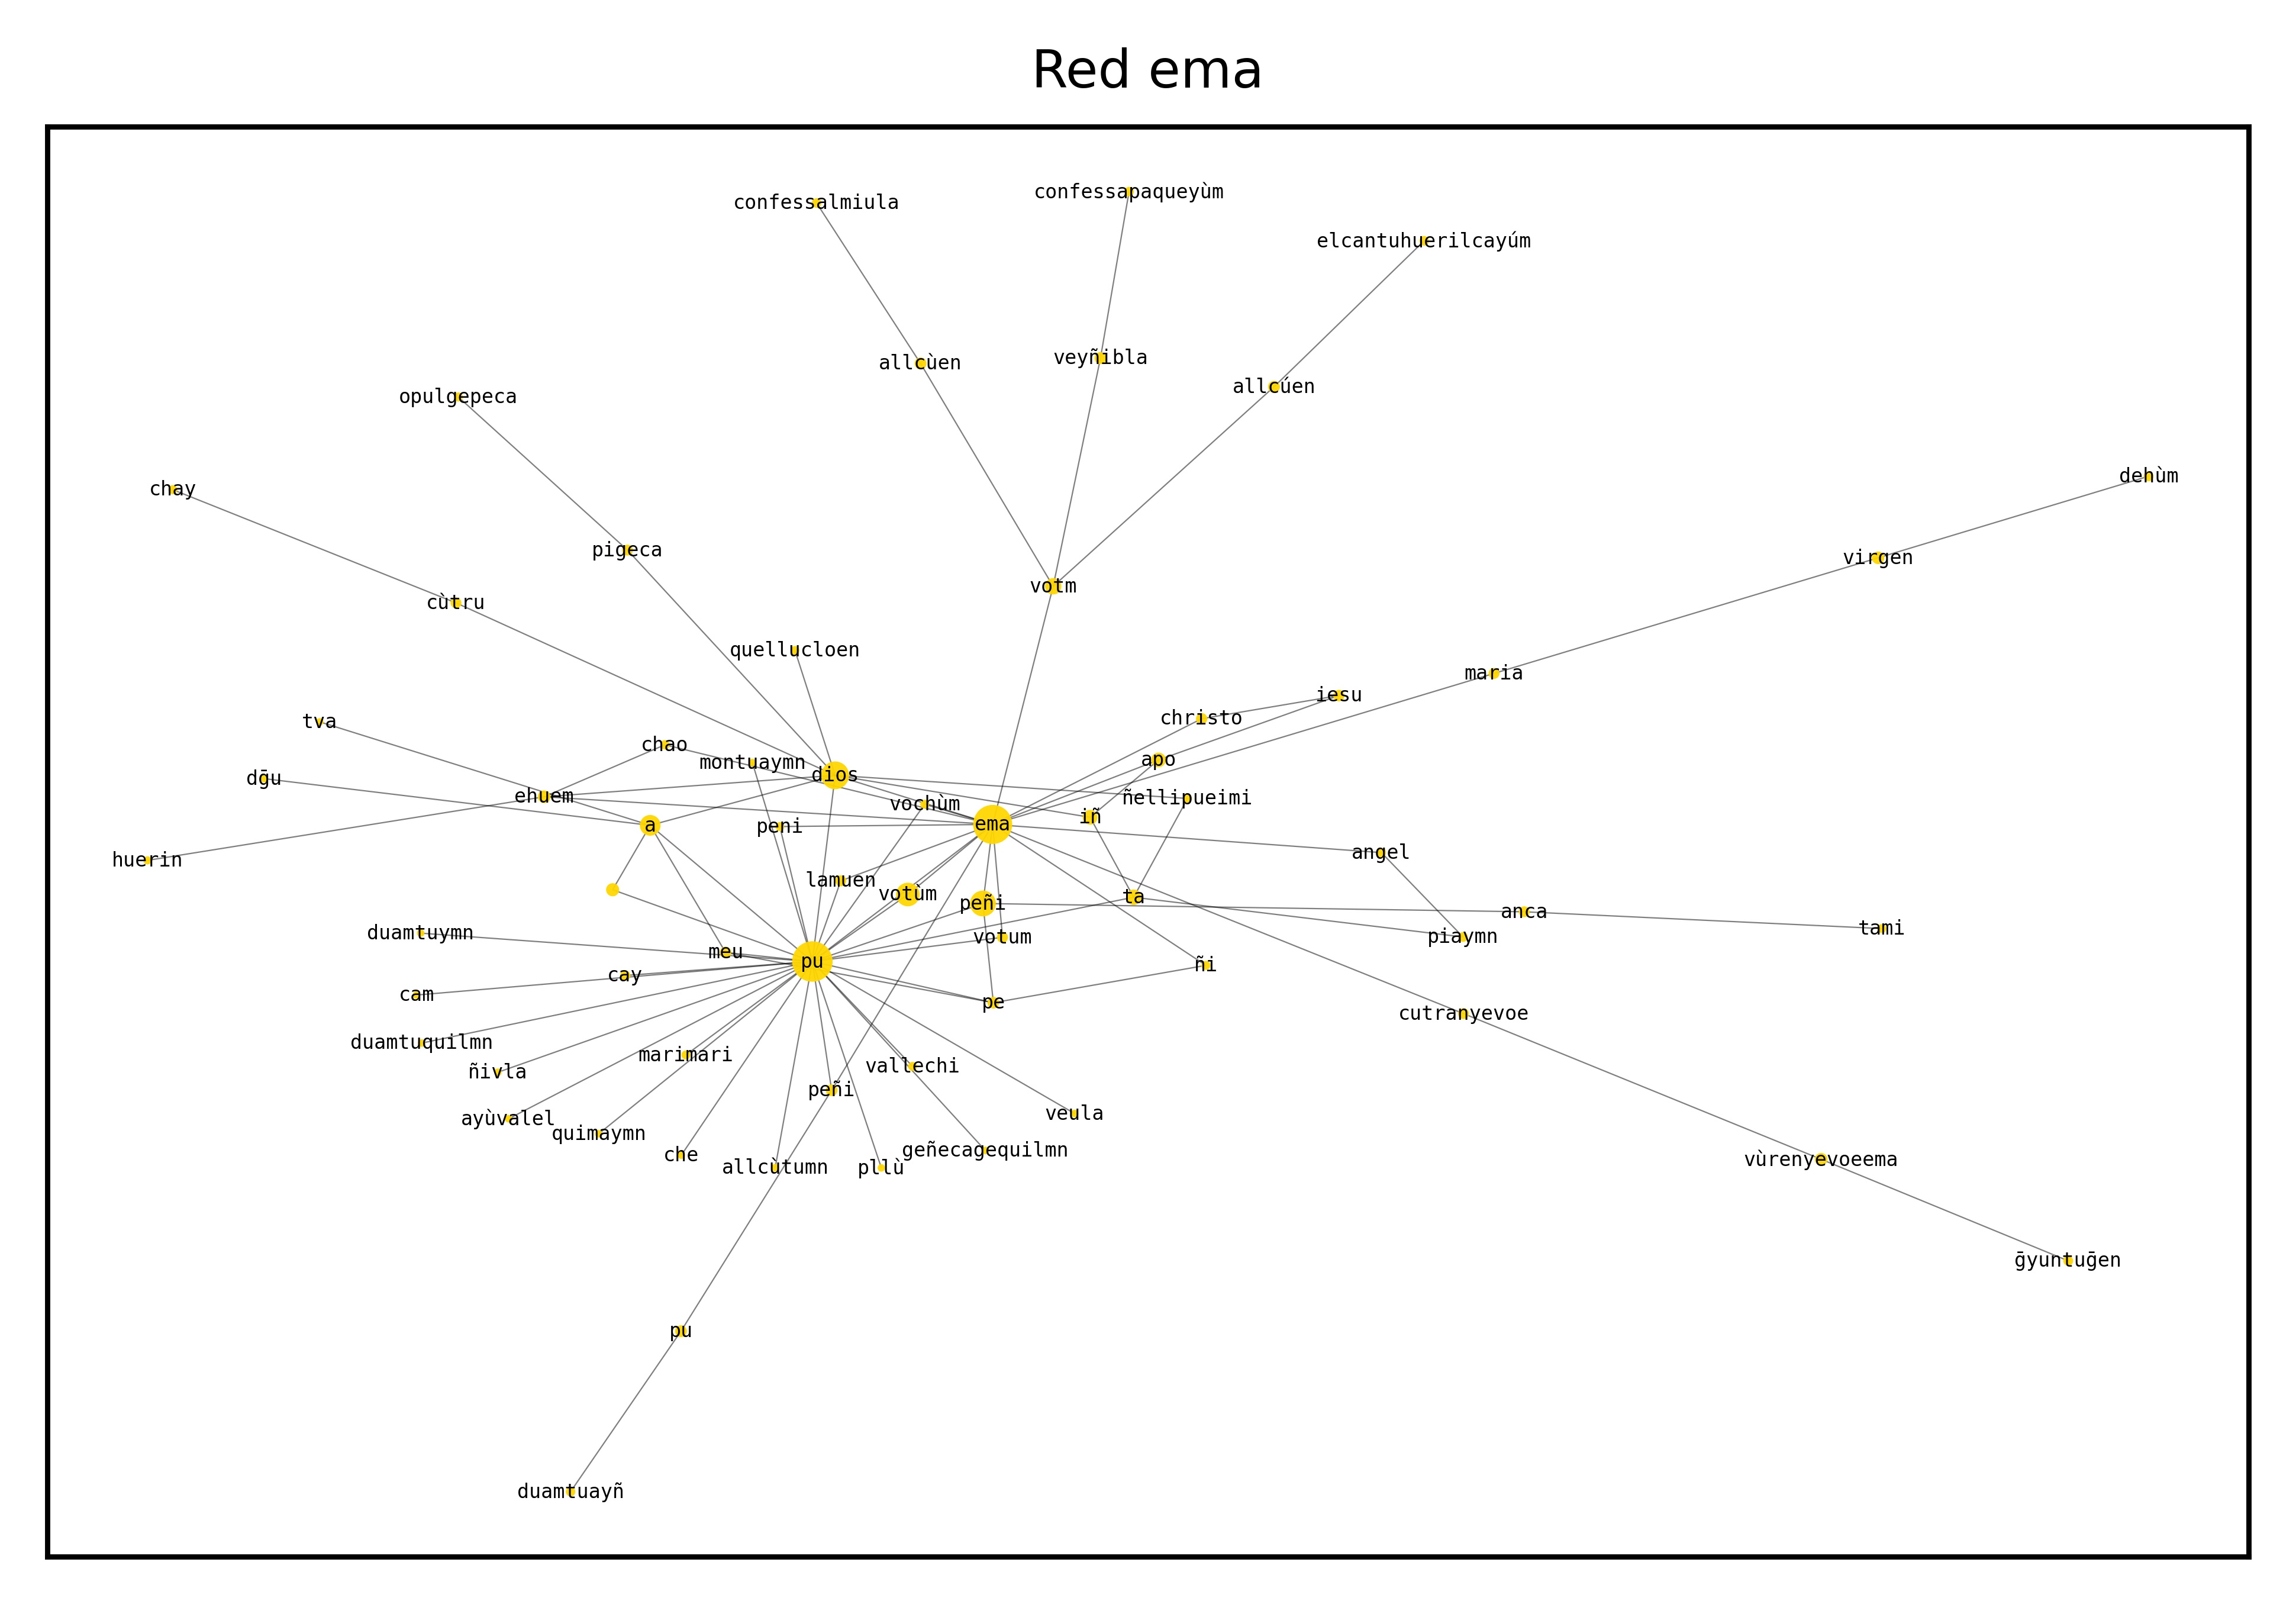 Red ema
confessapaqueyùm
confessalmiula
elcantuhuerilcayúm
veyñibla
allcùen
allcúen
opulgepeca
dehùm
chay
pigeca
virgen
votm
cùtru
quellucloen
maria
iesu
christo
tva
chao
apo
montuaymn
dios
dḡu
ehuem
ñellipueimi
vochùm
iñ
ema
a
peni
angel
huerin
lamuen
votùm
ta
peñi
anca
tami
duamtuymn
piaymn
votum
meu
pu
ñi
cay
cam
pe
cutranyevoe
duamtuquilmn
marimari
vallechi
ñivla
peñi
veula
ayùvalel
quimaymn
geñecagequilmn
che
vùrenyevoeema
allcùtumn
pllù
ḡyuntuḡen
pu
duamtuayñ